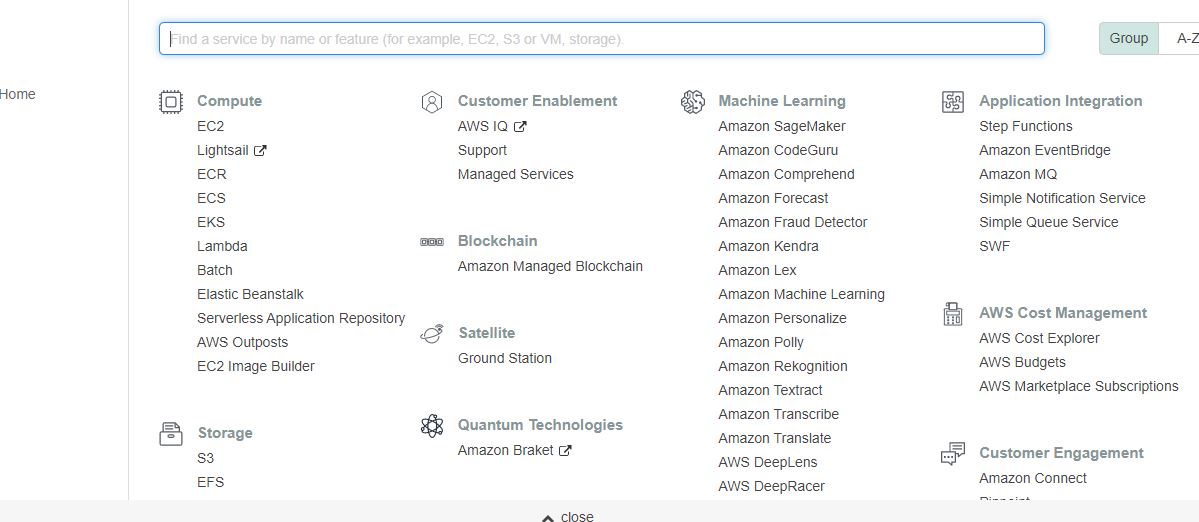 Find a service by name or feature (for example, EC2, S3 or VM, storage).
Group
A-Z
Home
Compute
EC2
Lightsail
ECR
ECS
EKS
Lambda
Batch
Elastic Beanstalk
Serverless Application Repository
AWS Outposts
EC2 Image Builder
Storage
S3
EFS
Customer Enablement
AWS IQ
Support
Managed Services
Blockchain
Amazon Managed Blockchain
Satellite
Ground Station
Quantum Technologies
Amazon Braket
Machine Learning
Amazon SageMaker
Amazon CodeGuru
Amazon Comprehend
Amazon Forecast
Amazon Fraud Detector
Amazon Kendra
Amazon Lex
Amazon Machine Learning
Amazon Personalize
Amazon Polly
Amazon Rekognition
Amazon Textract
Amazon Transcribe
Amazon Translate
AWS DeepLens
AWS DeepRacer
Application Integration
Step Functions
Amazon EventBridge
Amazon MQ
Simple Notification Service
Simple Queue Service
SWF
AWS Cost Management
AWS Cost Explorer
AWS Budgets
AWS Marketplace Subscriptions
Customer Engagement
Amazon Connect
close